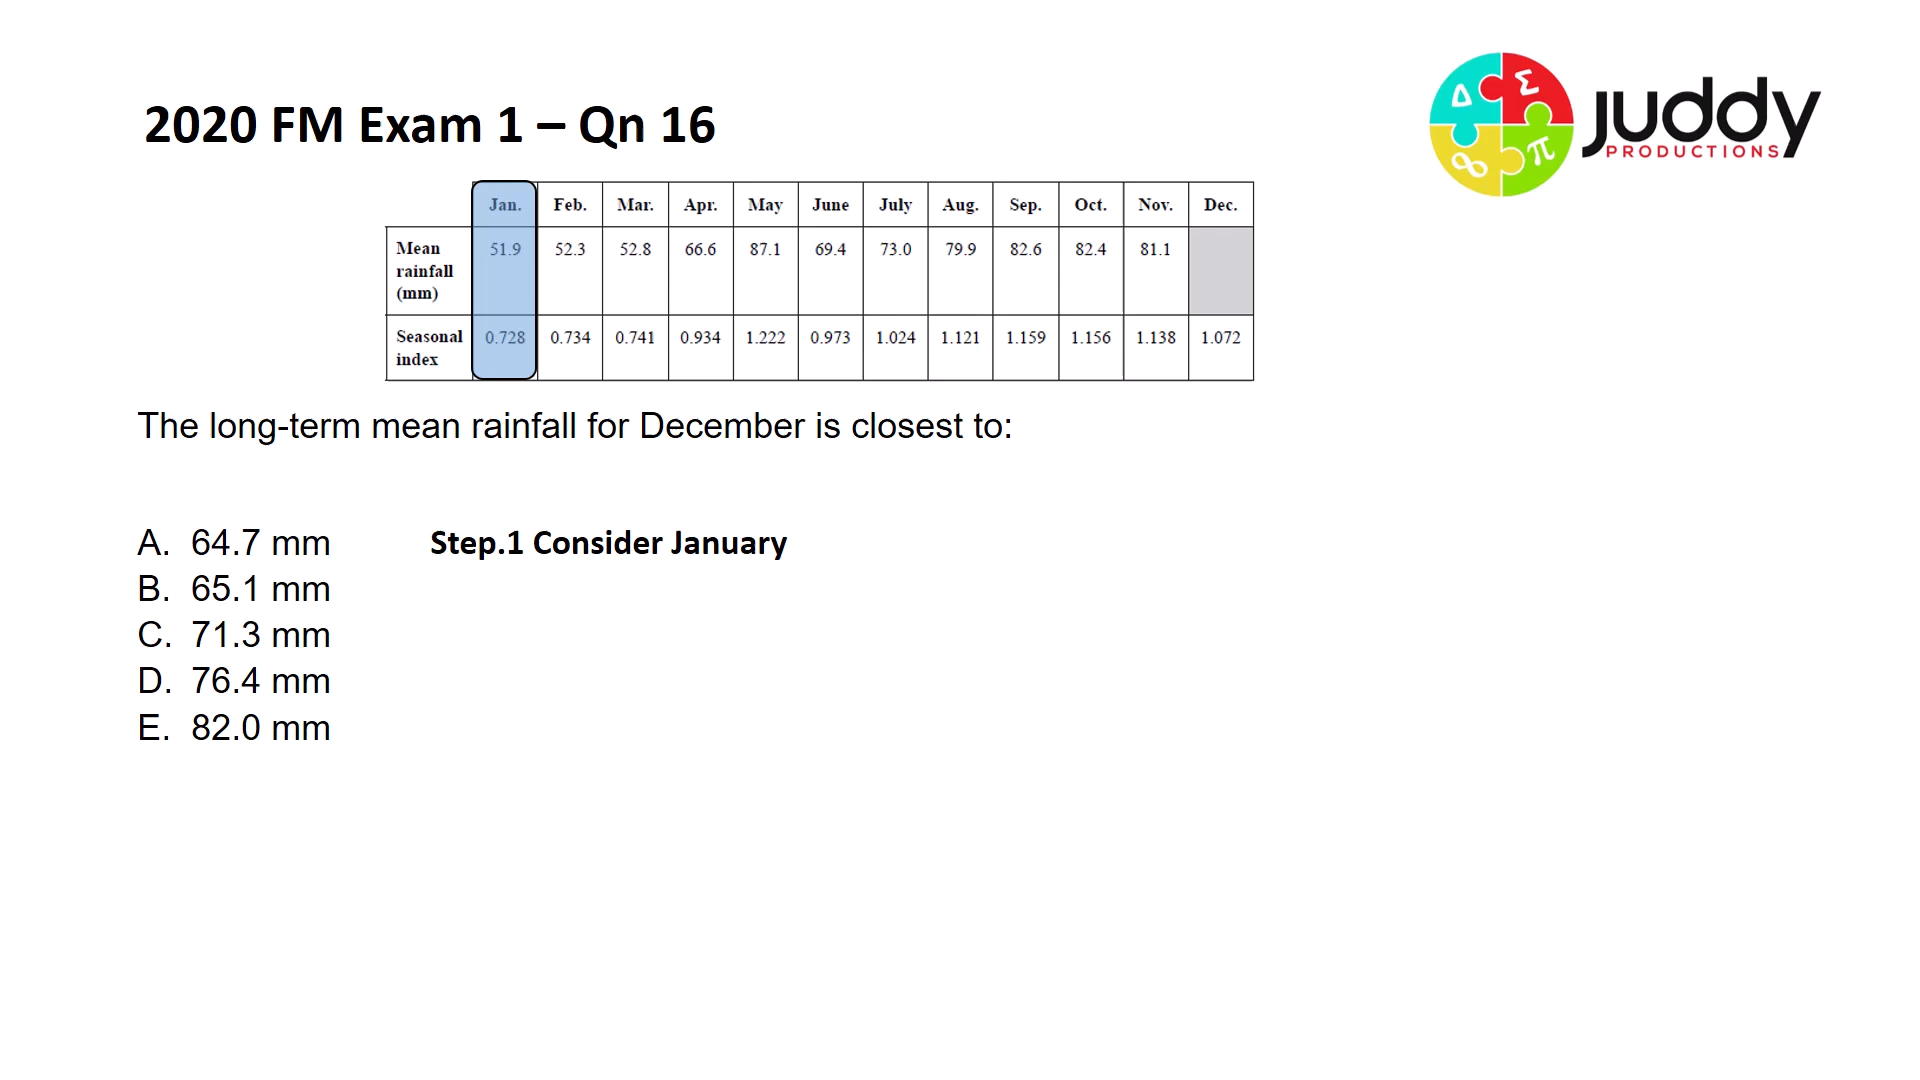 2020 FM Exam 1 – Qn 16
Δ Σ
∞ π
juddy
PRODUCTIONS
Jan. Feb. Mar. Apr. May June July Aug. Sep. Oct. Nov. Dec.
Mean rainfall (mm) 51.9 52.3 52.8 66.6 87.1 69.4 73.0 79.9 82.6 82.4 81.1
Seasonal index 0.728 0.734 0.741 0.934 1.222 0.973 1.024 1.121 1.159 1.156 1.138 1.072
The long-term mean rainfall for December is closest to:
A. 64.7 mm
Step.1 Consider January
B. 65.1 mm
C. 71.3 mm
D. 76.4 mm
E. 82.0 mm